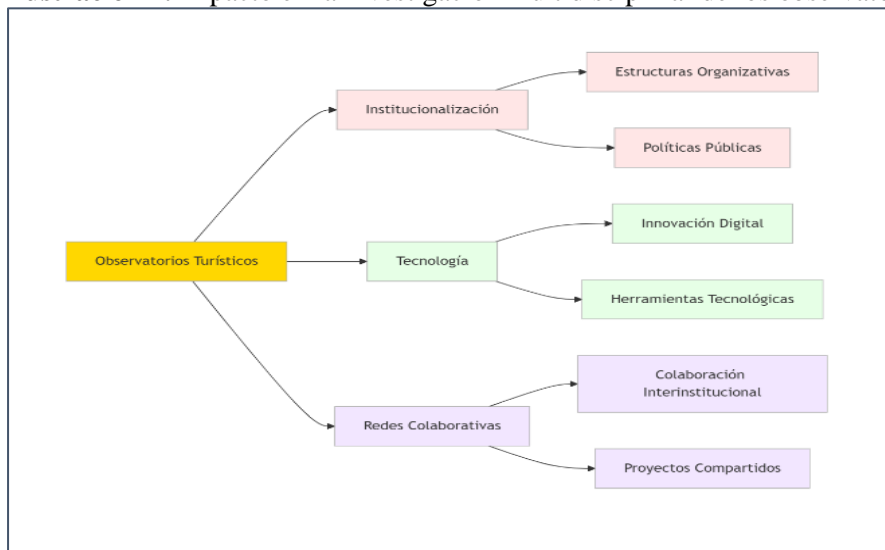 Estructuras Organizativas
Institucionalización
Políticas Públicas
Innovación Digital
Observatorios Turísticos
Tecnología
Herramientas Tecnológicas
Colaboración
Interinstitucional
Redes Colaborativas
Proyectos Compartidos